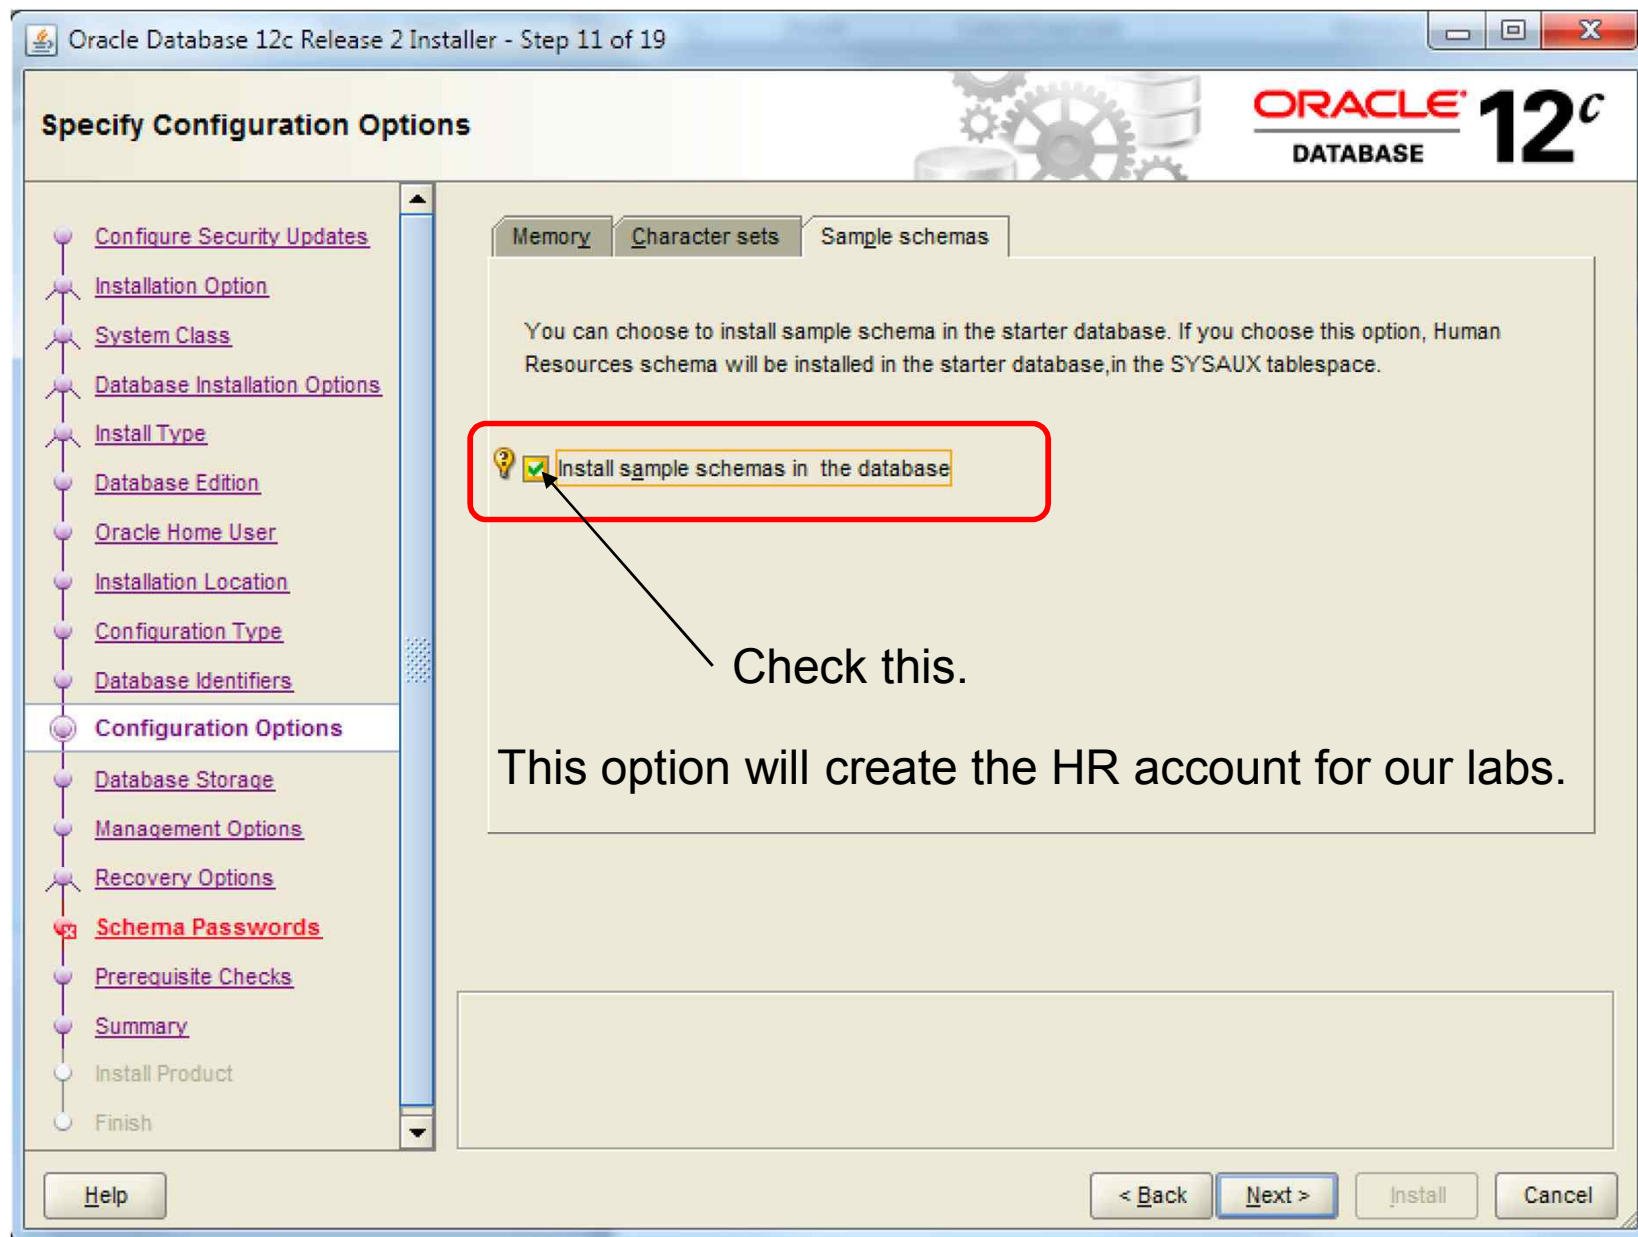 Oracle Database 12c Release 2 Installer - Step 11 of 19
Specify Configuration Options
ORACLE DATABASE 12c
Configure Security Updates
Installation Option
System Class
Database Installation Options
Install Type
Database Edition
Oracle Home User
Installation Location
Configuration Type
Database Identifiers
Configuration Options
Database Storage
Management Options
Recovery Options
Schema Passwords
Prerequisite Checks
Summary
Install Product
Finish
Memory Character sets Sample schemas
You can choose to install sample schema in the starter database. If you choose this option, Human
Resources schema will be installed in the starter database,in the SYSAUX tablespace.
Install sample schemas in the database
Check this.
This option will create the HR account for our labs.
Help < Back Next > Install Cancel